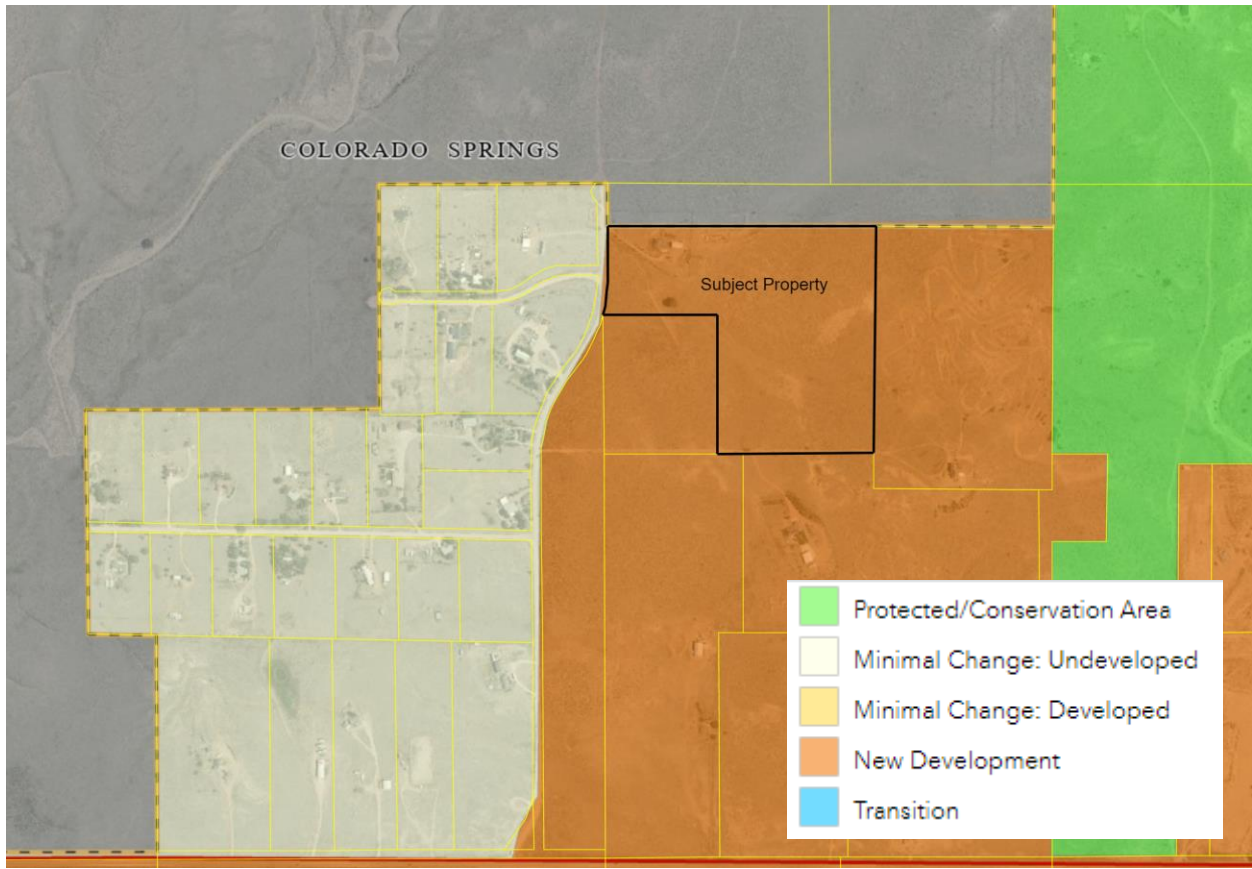 COLORADO SPRINGS
Subject Property
Protected/Conservation Area
Minimal Change: Undeveloped
Minimal Change: Developed
New Development
Transition